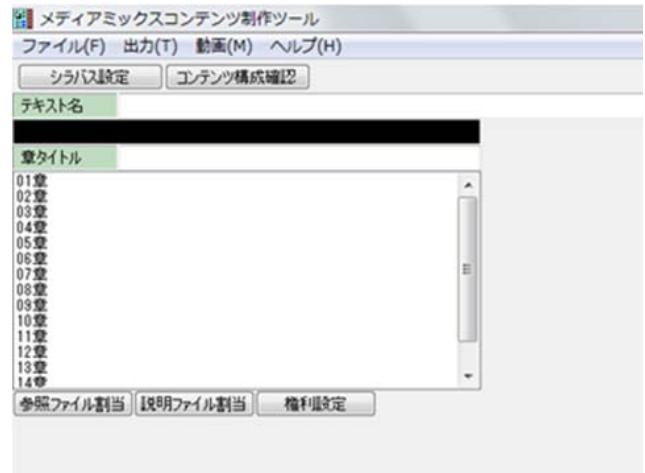 メディアミックスコンテンツ制作ツール
ファイル(F) 出力(T) 動画(M) ヘルプ(H)
シラバス設定 コンテンツ構成確認
テキスト名
章タイトル
01章
02章
03章
04章
05章
06章
07章
08章
09章
10章
11章
12章
13章
14章
参照ファイル割当 説明ファイル割当 権利設定